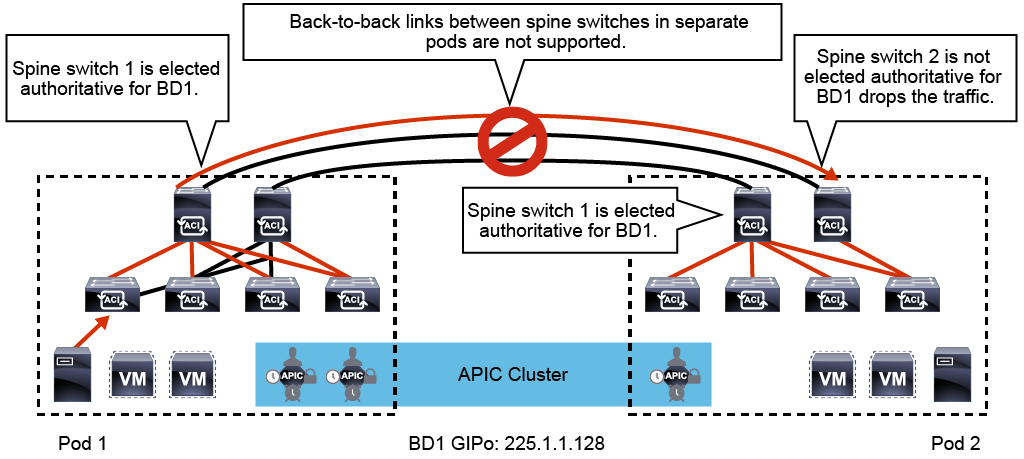 Back-to-back links between spine switches in separate
pods are not supported.
Spine switch 1 is elected
authoritative for BD1.
Spine switch 2 is not
elected authoritative for
BD1 drops the traffic.
Spine switch 1 is elected
authoritative for BD1.
ACI
ACI
ACI
ACI
ACI
ACI
ACI
ACI
ACI
ACI
ACI
ACI
VM
VM
APIC
APIC
APIC Cluster
APIC
VM
VM
Pod 1
BD1 GIPo: 225.1.1.128
Pod 2